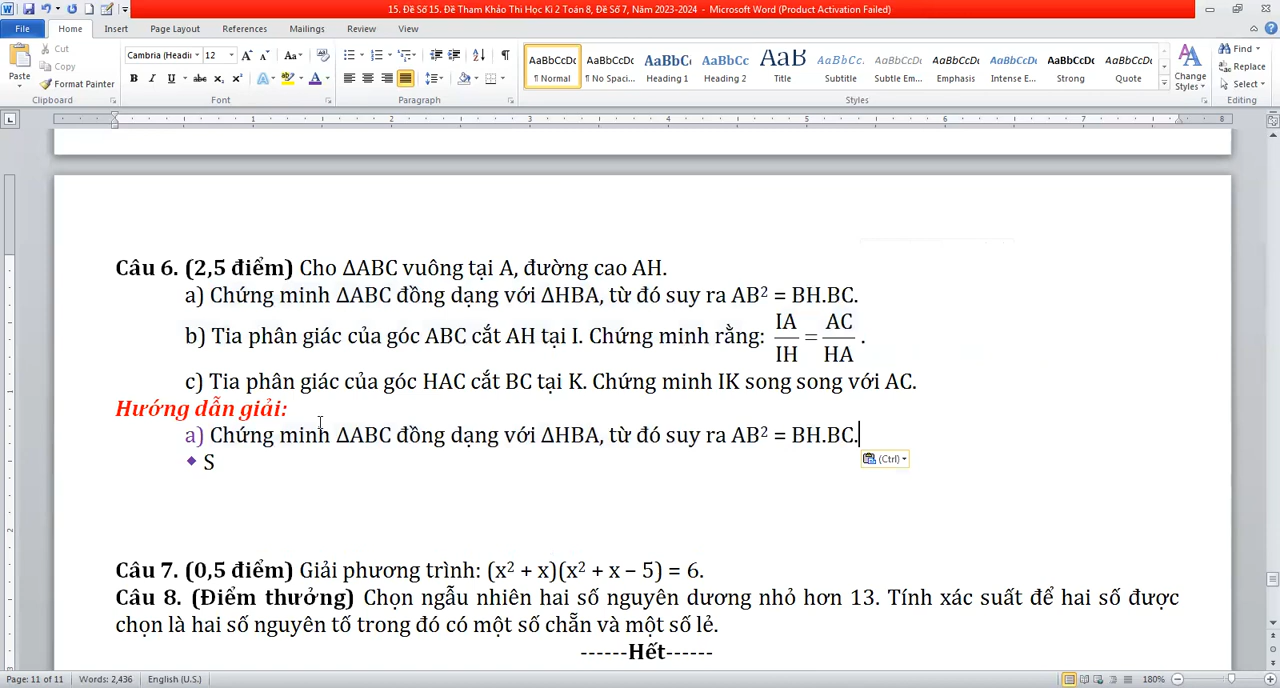 15. Đề Số 15. Đề Tham Khảo Thi Học Kì 2 Toán 8, Đề Số 7, Năm 2023-2024 - Microsoft Word (Product Activation Failed)
File Home Insert Page Layout References Mailings Review View
Cut
Copy
Format Painter
Paste
Clipboard
Cambria (Headi 12
Font
Paragraph
AaBbCcDc AaBbCcDc AaBbC AaBbCc AaB AaBbCc. AaBbCcDc AaBbCcDc AaBbCcDc AaBbCcDc AaBbCcDc
¶ Normal ¶ No Spaci... Heading 1 Heading 2 Title Subtitle Subtle Em... Emphasis Intense E... Strong Quote
Styles
Change Styles
Find
Replace
Select
Editing
1 2 3 4 5 6 7 8
Câu 6. (2,5 điểm) Cho ΔABC vuông tại A, đường cao AH.
a) Chứng minh ΔABC đồng dạng với ΔHBA, từ đó suy ra AB² = BH.BC.
b) Tia phân giác của góc ABC cắt AH tại I. Chứng minh rằng: IA/IH = AC/HA.
c) Tia phân giác của góc HAC cắt BC tại K. Chứng minh IK song song với AC.
Hướng dẫn giải:
a) Chứng minh ΔABC đồng dạng với ΔHBA, từ đó suy ra AB² = BH.BC.
(Ctrl)
❖ S
Câu 7. (0,5 điểm) Giải phương trình: (x² + x)(x² + x – 5) = 6.
Câu 8. (Điểm thưởng) Chọn ngẫu nhiên hai số nguyên dương nhỏ hơn 13. Tính xác suất để hai số được
chọn là hai số nguyên tố trong đó có một số chẵn và một số lẻ.
------Hết------
Page: 11 of 11 Words: 2,436 English (U.S.) 180%